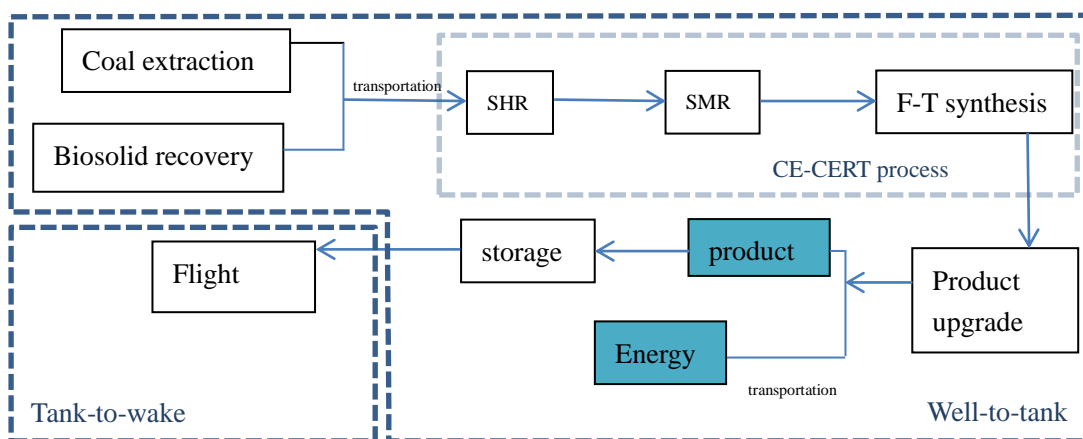 Coal extraction
transportation
SHR
SMR
F-T synthesis
Biosolid recovery
CE-CERT process
Flight
storage
product
Product
upgrade
Energy
transportation
Tank-to-wake
Well-to-tank